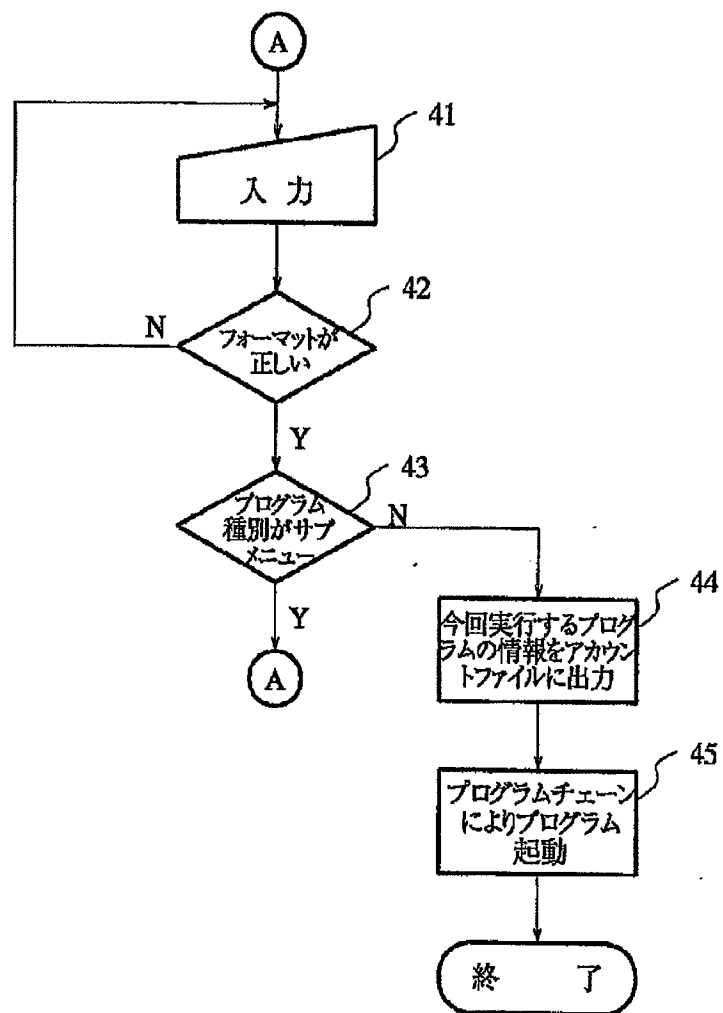 A
41
入力
42
フォーマットが
正しい
N
Y
43
プログラム
種別がサブ
メニュー
N
Y
A
44
今回実行するプログ
ラムの情報をアカウン
トファイルに出力
45
プログラムチェーン
によりプログラム
起動
終了